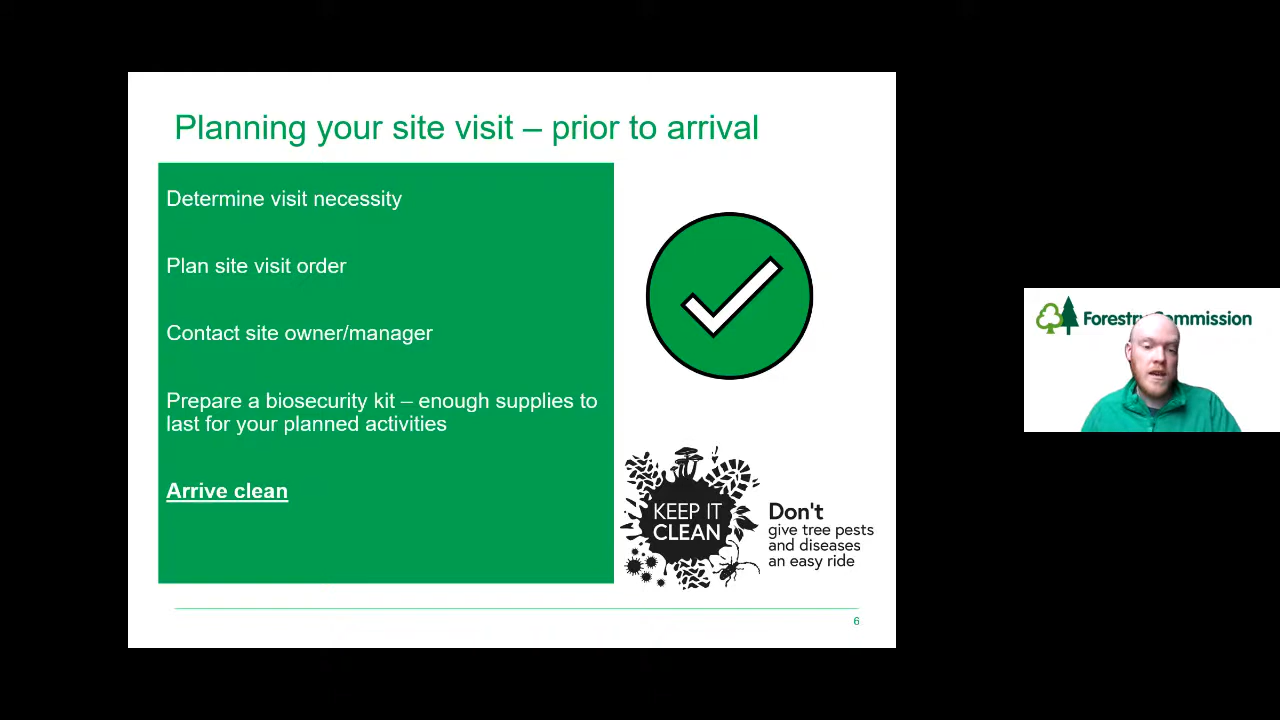 Planning your site visit – prior to arrival
Determine visit necessity
Plan site visit order
Contact site owner/manager
Prepare a biosecurity kit – enough supplies to
last for your planned activities
Arrive clean
KEEP IT
CLEAN
Don't
give tree pests
and diseases
an easy ride
6
Forestry Commission